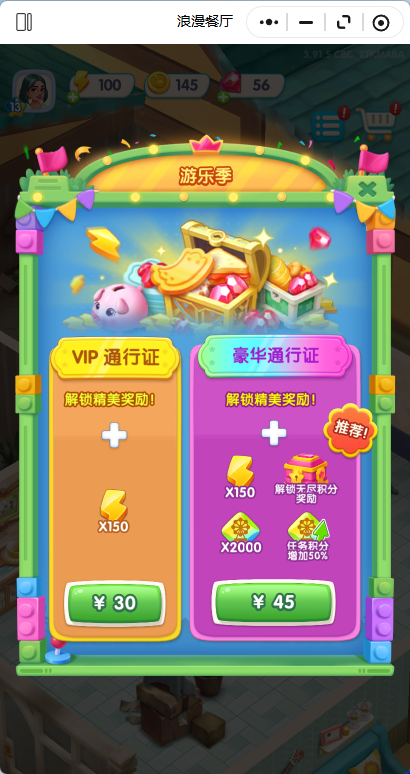 浪漫餐厅
13
100
145
56
游乐季
VIP 通行证
豪华通行证
解锁精美奖励！
解锁精美奖励！
推荐！
X150
X150
解锁无尽积分
奖励
X2000
任务积分
增加50%
¥ 30
¥ 45